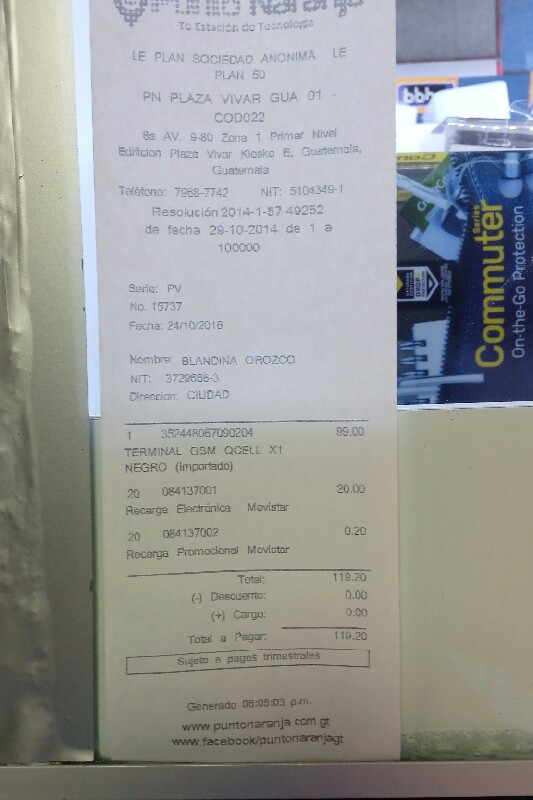 Punto Naranja
Tu Estación de Tecnología
LE PLAN SOCIEDAD ANONIMA LE
PLAN 50
PN PLAZA VIVAR GUA 01 -
COD022
8a AV. 9-80 Zona 1 Primer Nivel
Edificion Plaza Vivar Kiosko E, Guatemala,
Guatemala
Teléfono: 7968-7742 NIT: 5104349-1
Resolución 2014-1-57 49252
de fecha 29-10-2014 de 1 a
100000
Serie: PV
No. 15737
Fecha: 24/10/2016
Nombre: BLANDINA OROZCO
NIT: 3729656-3
Direccion: CIUDAD
1 352448067090204 99.00
TERMINAL GSM QCELL X1
NEGRO (Importado)
20 084137001 20.00
Recarga Electrónica Movistar
20 084137002 0.20
Recarga Promocional Movistar
Total: 119.20
(-) Descuento: 0.00
(+) Cargo: 0.00
Total a Pagar: 119.20
Sujeto a pagos trimestrales
Generado 06:05:03 p.m.
www.puntonaranja.com.gt
www.facebook/puntonaranjagt
Commuter
Series
On-the-Go Protection
DROP